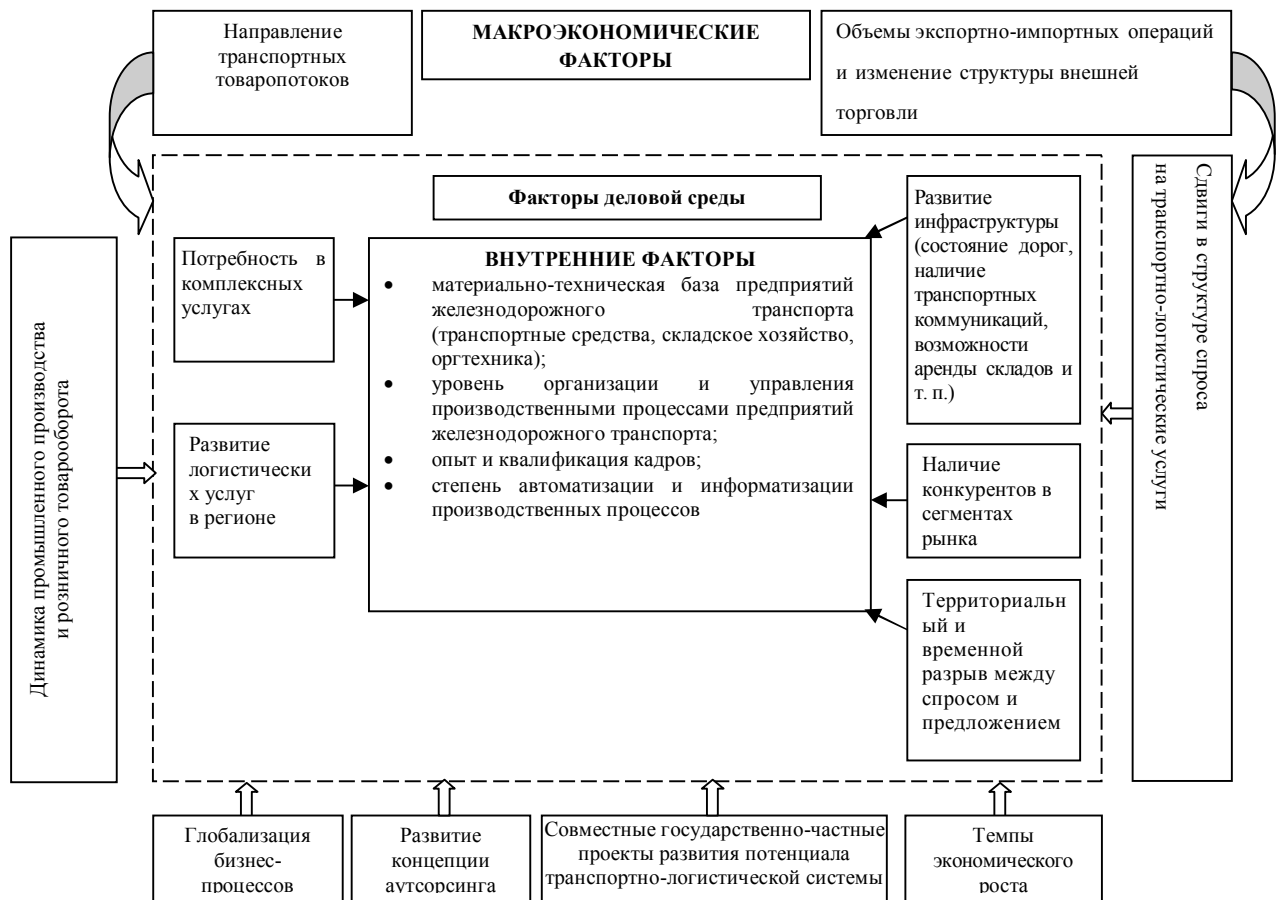 Направление
транспортных
товаропотоков
МАКРОЭКОНОМИЧЕСКИЕ
ФАКТОРЫ
Объемы экспортно-импортных операций
и изменение структуры внешней
торговли
Динамика промышленного производства
и розничного товарооборота
Факторы деловой среды
Потребность в
комплексных
услугах
Развитие
логистически
х услуг
в регионе
ВНУТРЕННИЕ ФАКТОРЫ
• материально-техническая база предприятий
железнодорожного транспорта
(транспортные средства, складское хозяйство,
оргтехника);
• уровень организации и управления
производственными процессами предприятий
железнодорожного транспорта;
• опыт и квалификация кадров;
• степень автоматизации и информатизации
производственных процессов
Развитие
инфраструктуры
(состояние дорог,
наличие
транспортных
коммуникаций,
возможности
аренды складов и
т. п.)
Наличие
конкурентов в
сегментах
рынка
Территориальн
ый и
временной
разрыв между
спросом и
предложением
Сдвиги в структуре спроса
на транспортно-логистические услуги
Глобализация
бизнес-
процессов
Развитие
концепции
аутсорсинга
Совместные государственно-частные
проекты развития потенциала
транспортно-логистической системы
Темпы
экономического
роста